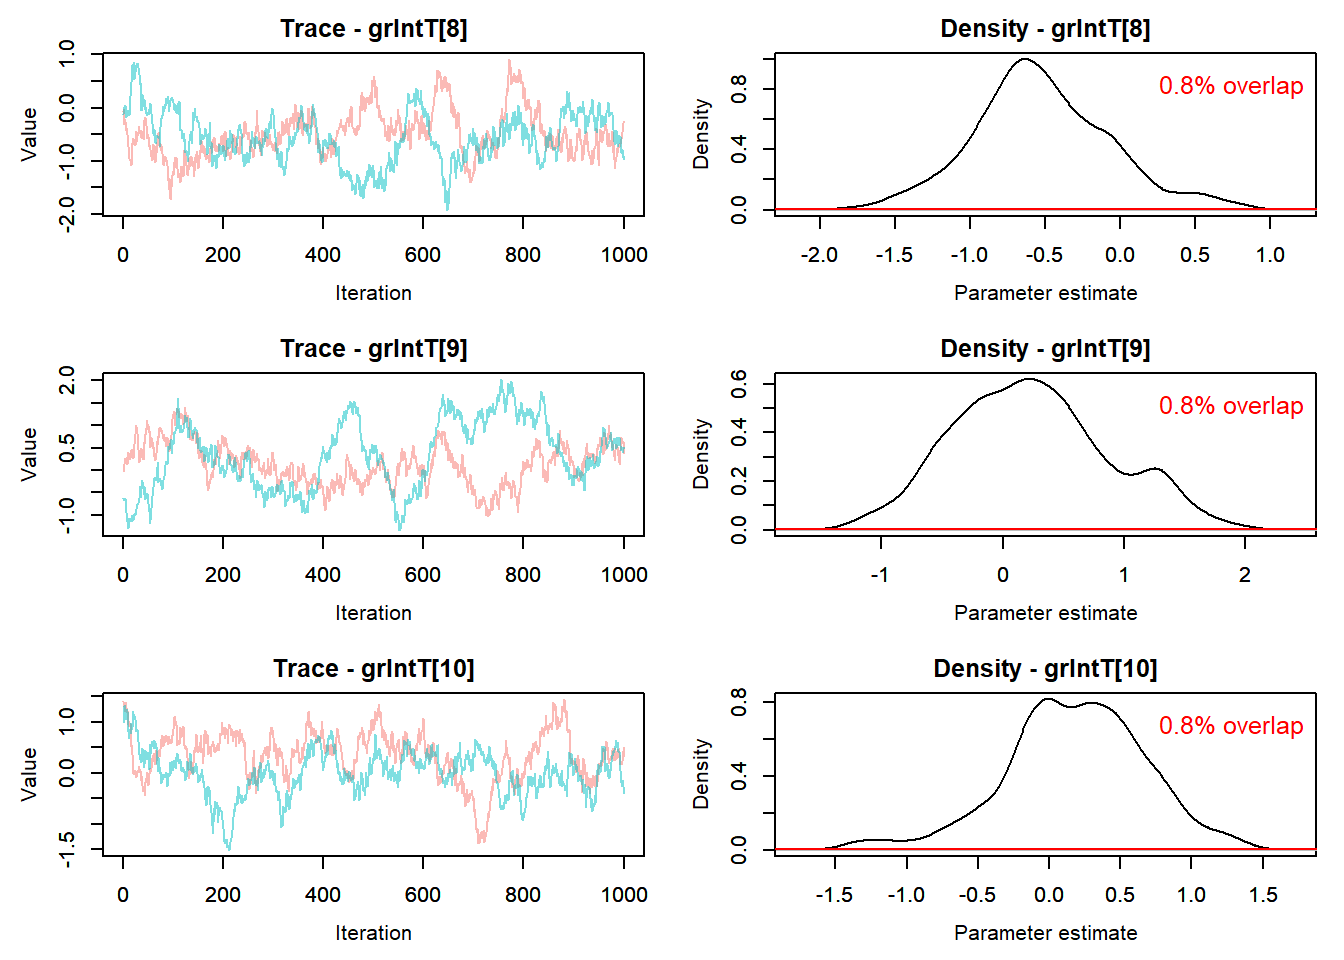 Trace - grIntT[8]
Value
1.0
0.0
-1.0
-2.0
0 200 400 600 800 1000
Iteration
Density - grIntT[8]
0.8% overlap
Density
0.8
0.4
0.0
-2.0 -1.5 -1.0 -0.5 0.0 0.5 1.0
Parameter estimate
Trace - grIntT[9]
Value
2.0
0.5
-1.0
0 200 400 600 800 1000
Iteration
Density - grIntT[9]
0.8% overlap
Density
0.6
0.4
0.2
0.0
-1 0 1 2
Parameter estimate
Trace - grIntT[10]
Value
1.0
0.0
-1.5
0 200 400 600 800 1000
Iteration
Density - grIntT[10]
0.8% overlap
Density
0.8
0.4
0.0
-1.5 -1.0 -0.5 0.0 0.5 1.0 1.5
Parameter estimate